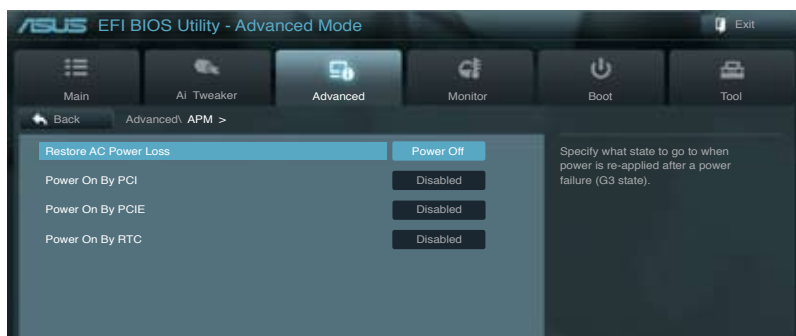 ASUS EFI BIOS Utility - Advanced Mode
Exit
Main
Ai Tweaker
Advanced
Monitor
Boot
Tool
Back
Advanced\ APM >
Restore AC Power Loss
Power Off
Power On By PCI
Disabled
Power On By PCIE
Disabled
Power On By RTC
Disabled
Specify what state to go to when
power is re-applied after a power
failure (G3 state).